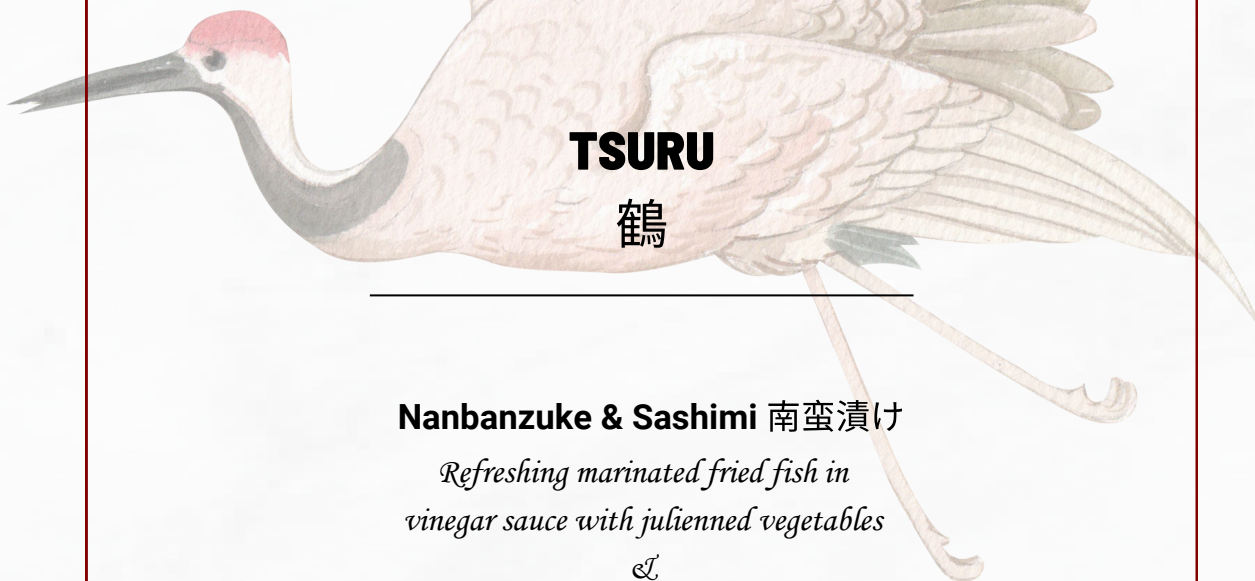 TSURU
鶴
Nanbanzuke & Sashimi 南蛮漬け
Refreshing marinated fried fish in
vinegar sauce with julienned vegetables
&